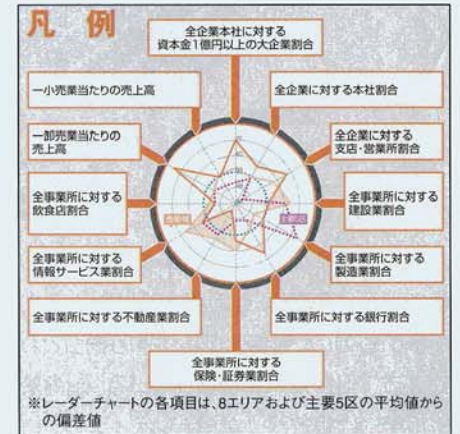 凡 例
全企業本社に対する
資本金1億円以上の大企業割合
一小売業当たりの売上高
全企業に対する本社割合
一卸売業当たりの
売上高
全企業に対する
支店・営業所割合
全事業所に対する
飲食店割合
全事業所に対する
建設業割合
主要5区
全事業所に対する
情報サービス業割合
全事業所に対する
製造業割合
全事業所に対する不動産業割合
全事業所に対する銀行割合
全事業所に対する
保険・証券業割合
※レーダーチャートの各項目は、8エリアおよび主要5区の平均値から
の偏差値